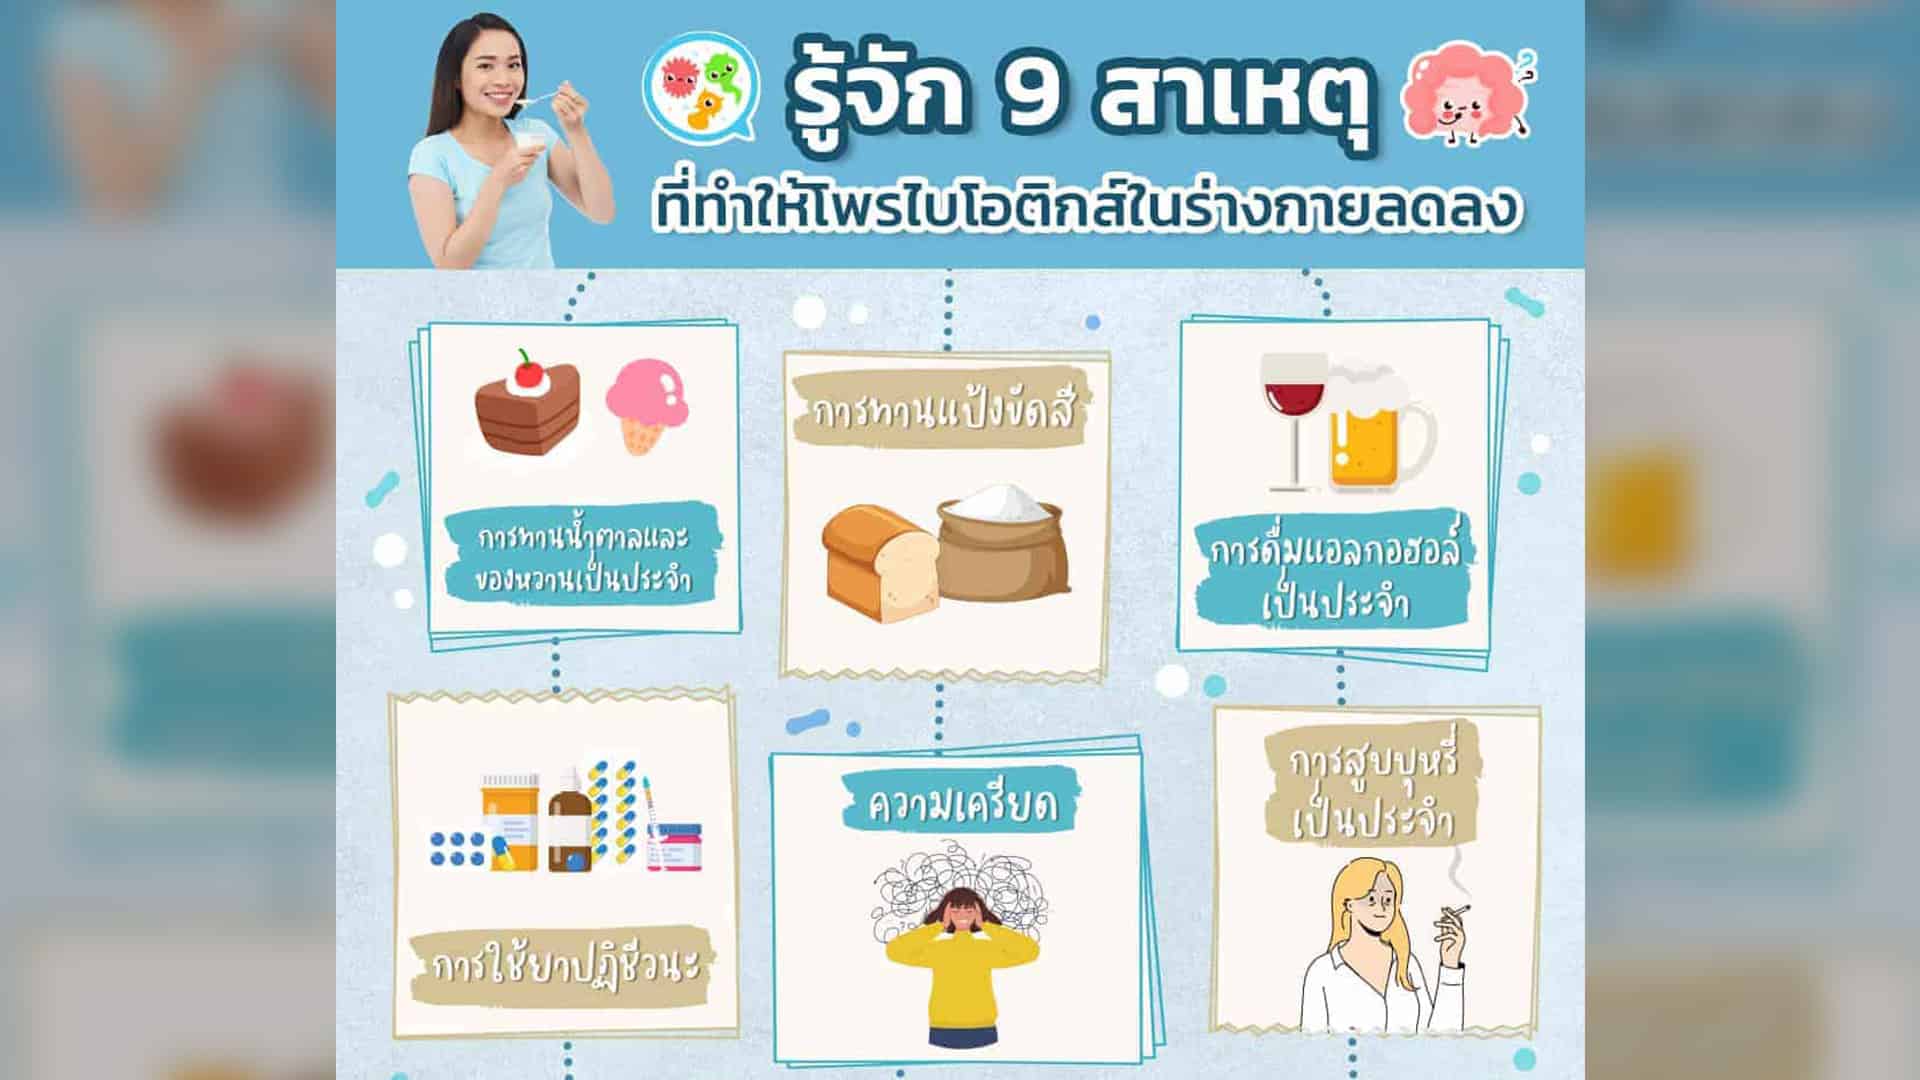 รู้จัก 9 สาเหตุ
ที่ทำให้โพรไบโอติกส์ในร่างกายลดลง
การทานน้ำตาลและ
ของหวานเป็นประจำ
การทานแป้งขัดสี
การดื่มแอลกอฮอล์
เป็นประจำ
การใช้ยาปฏิชีวนะ
ความเครียด
การสูบบุหรี่
เป็นประจำ